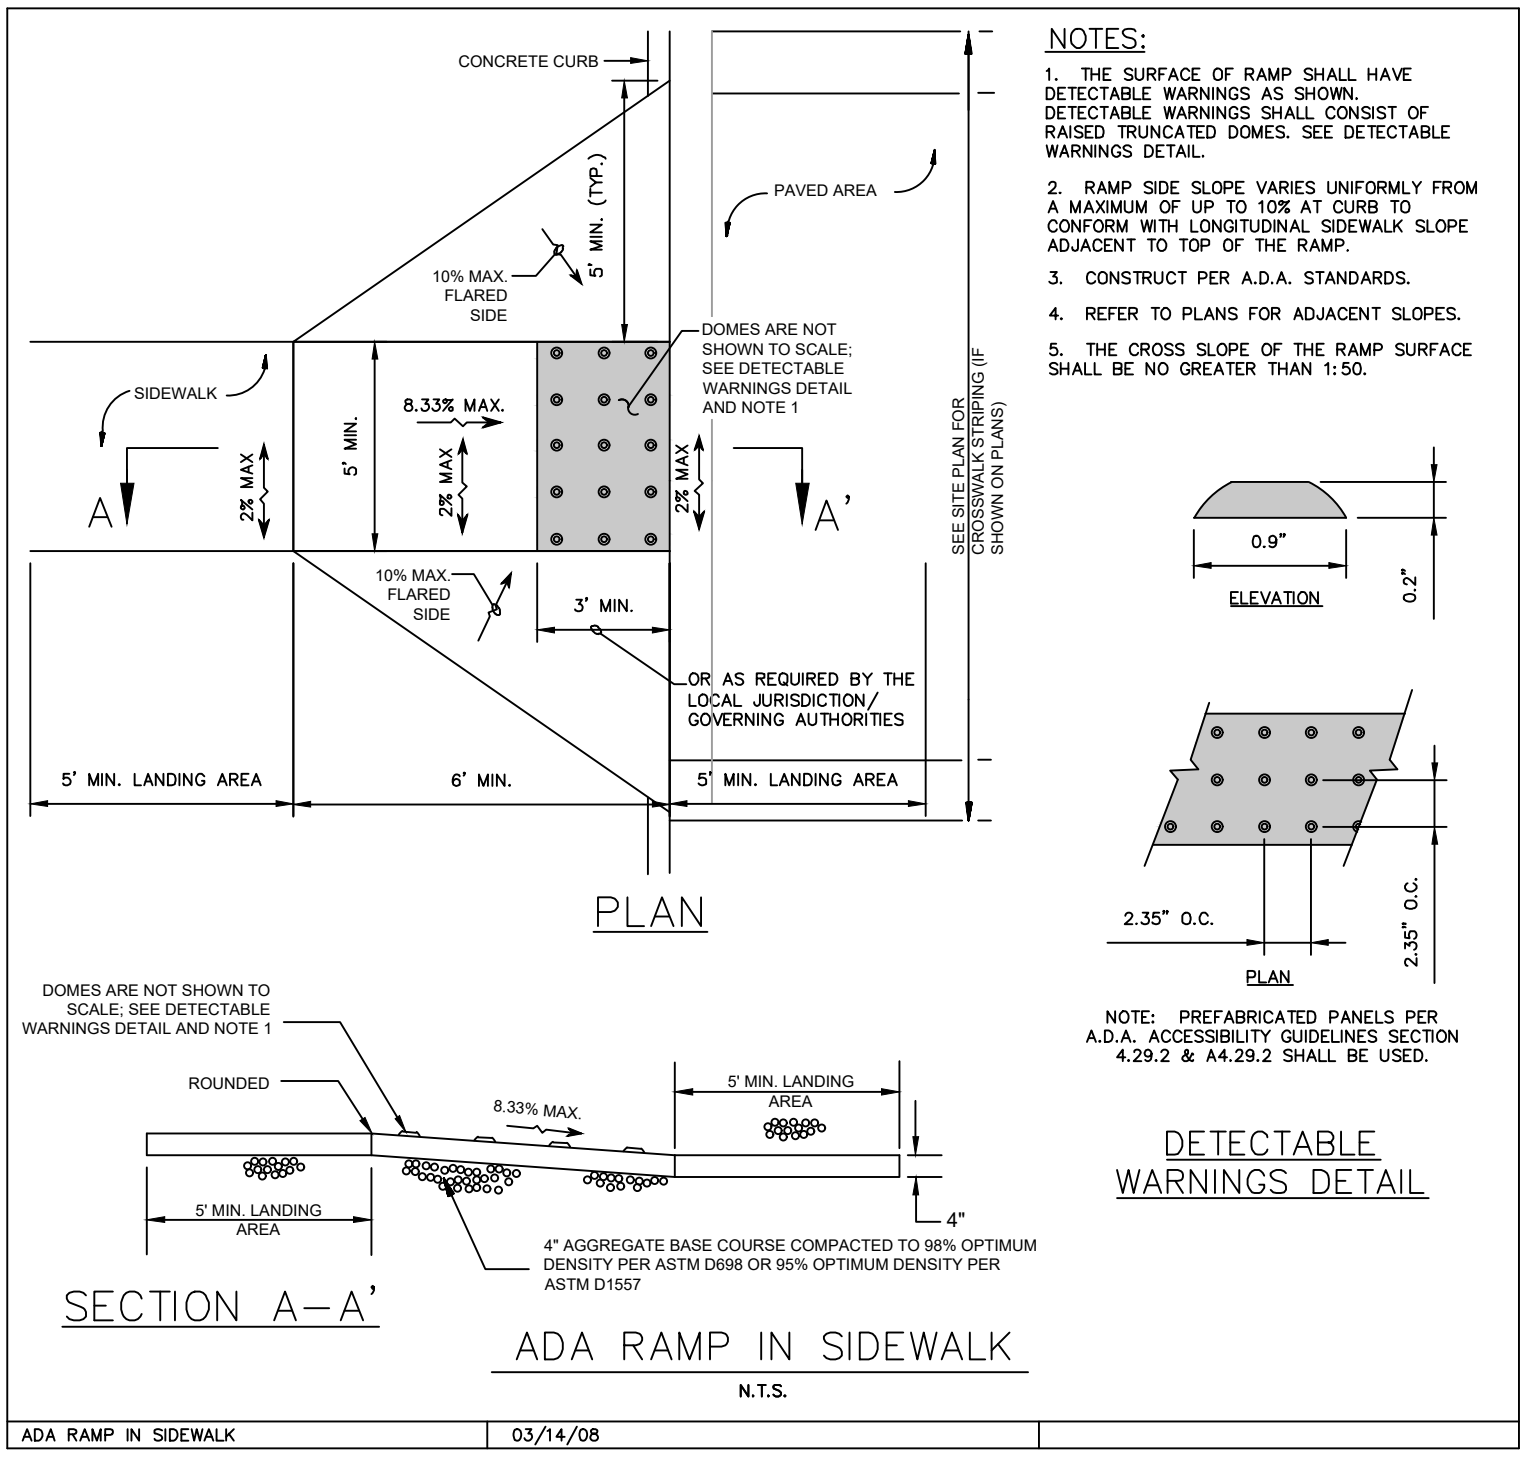 CONCRETE CURB
5' MIN. (TYP.)
PAVED AREA
10% MAX.
FLARED
SIDE
DOMES ARE NOT
SHOWN TO SCALE;
SEE DETECTABLE
WARNINGS DETAIL
AND NOTE 1
SIDEWALK
8.33% MAX.
5' MIN.
2% MAX
2% MAX
2% MAX
A
A'
SEE SITE PLAN FOR
CROSSWALK STRIPING (IF
SHOWN ON PLANS)
10% MAX.
FLARED
SIDE
3' MIN.
OR AS REQUIRED BY THE
LOCAL JURISDICTION/
GOVERNING AUTHORITIES
5' MIN. LANDING AREA
6' MIN.
5' MIN. LANDING AREA
PLAN
NOTES:
1. THE SURFACE OF RAMP SHALL HAVE
DETECTABLE WARNINGS AS SHOWN.
DETECTABLE WARNINGS SHALL CONSIST OF
RAISED TRUNCATED DOMES. SEE DETECTABLE
WARNINGS DETAIL.
2. RAMP SIDE SLOPE VARIES UNIFORMLY FROM
A MAXIMUM OF UP TO 10% AT CURB TO
CONFORM WITH LONGITUDINAL SIDEWALK SLOPE
ADJACENT TO TOP OF THE RAMP.
3. CONSTRUCT PER A.D.A. STANDARDS.
4. REFER TO PLANS FOR ADJACENT SLOPES.
5. THE CROSS SLOPE OF THE RAMP SURFACE
SHALL BE NO GREATER THAN 1:50.
0.9"
0.2"
ELEVATION
2.35" O.C.
2.35" O.C.
PLAN
NOTE: PREFABRICATED PANELS PER
A.D.A. ACCESSIBILITY GUIDELINES SECTION
4.29.2 & A4.29.2 SHALL BE USED.
DETECTABLE
WARNINGS DETAIL
DOMES ARE NOT SHOWN TO
SCALE; SEE DETECTABLE
WARNINGS DETAIL AND NOTE 1
ROUNDED
8.33% MAX.
5' MIN. LANDING
AREA
5' MIN. LANDING
AREA
4"
4" AGGREGATE BASE COURSE COMPACTED TO 98% OPTIMUM
DENSITY PER ASTM D698 OR 95% OPTIMUM DENSITY PER
ASTM D1557
SECTION A-A'
ADA RAMP IN SIDEWALK
N.T.S.
ADA RAMP IN SIDEWALK
03/14/08